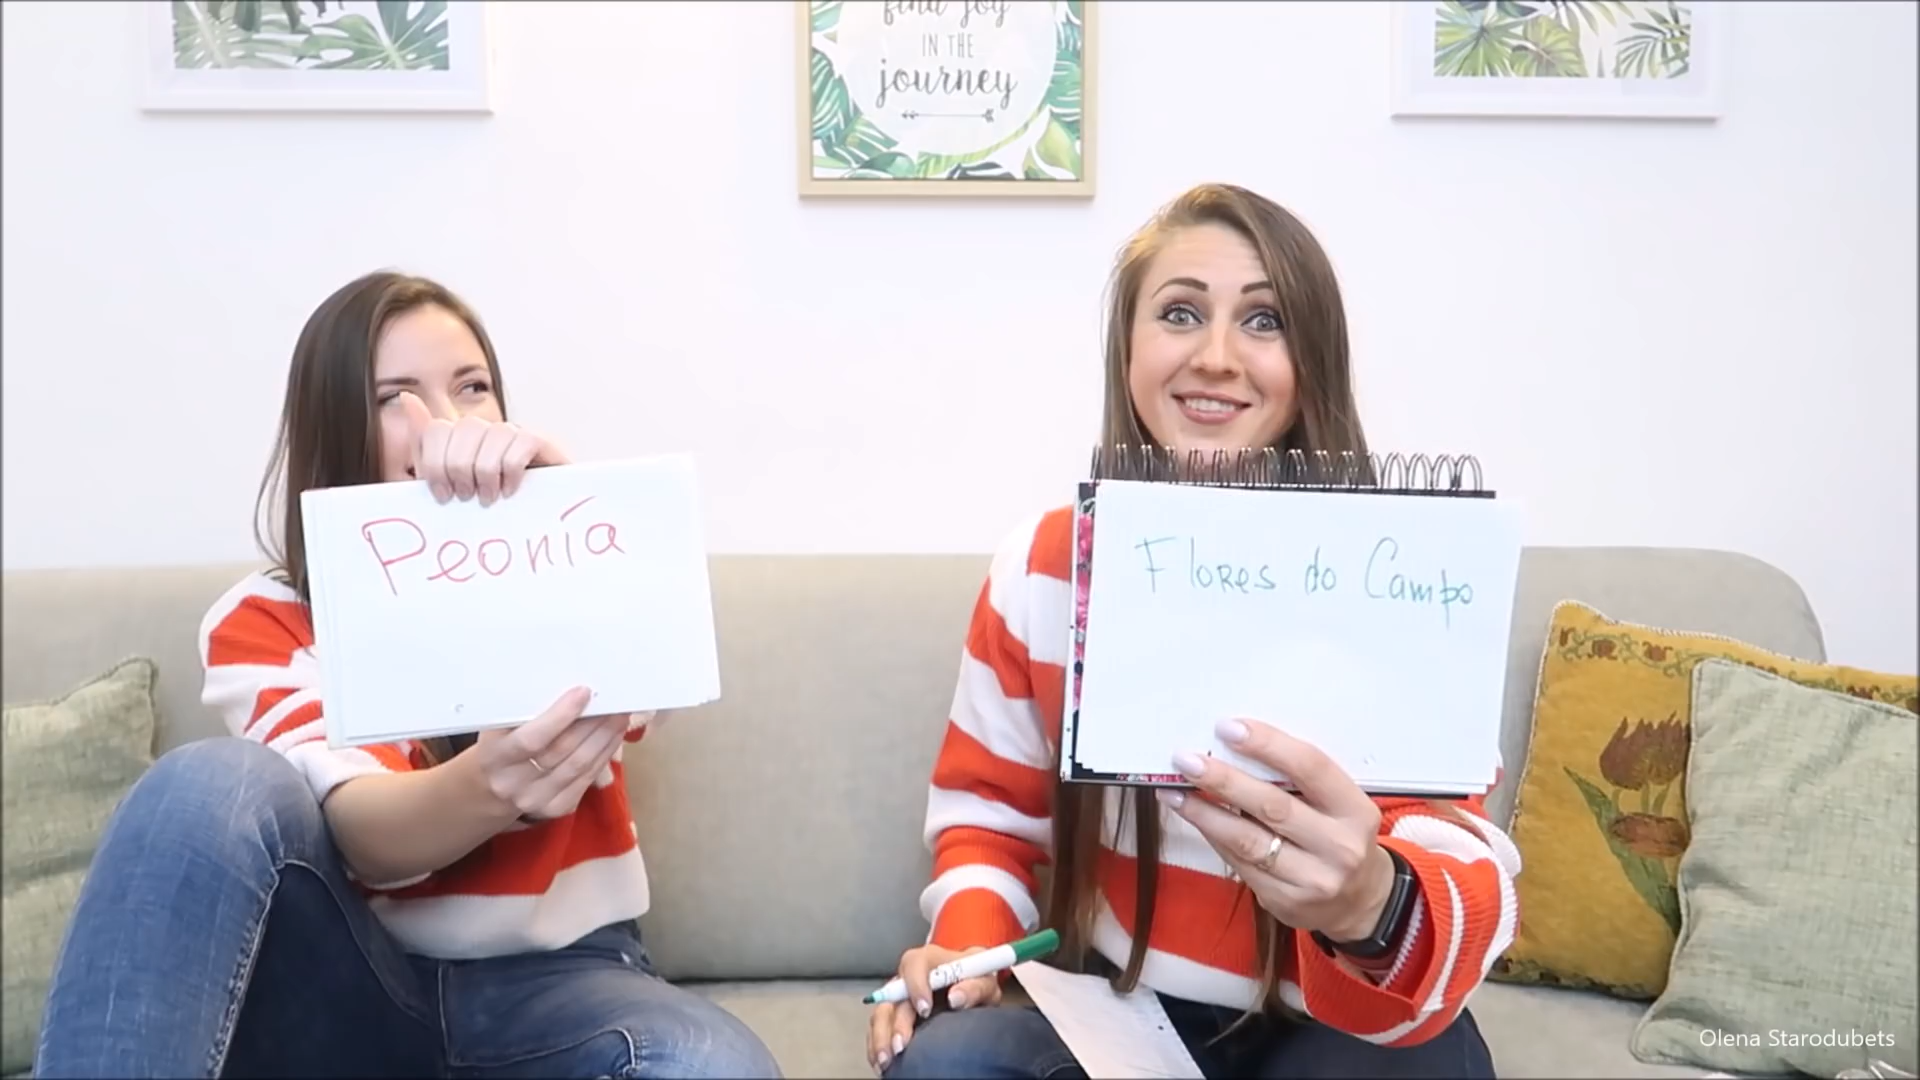 find joy
IN THE
journey
Peonía
Flores do Campo
Olena Starodubets